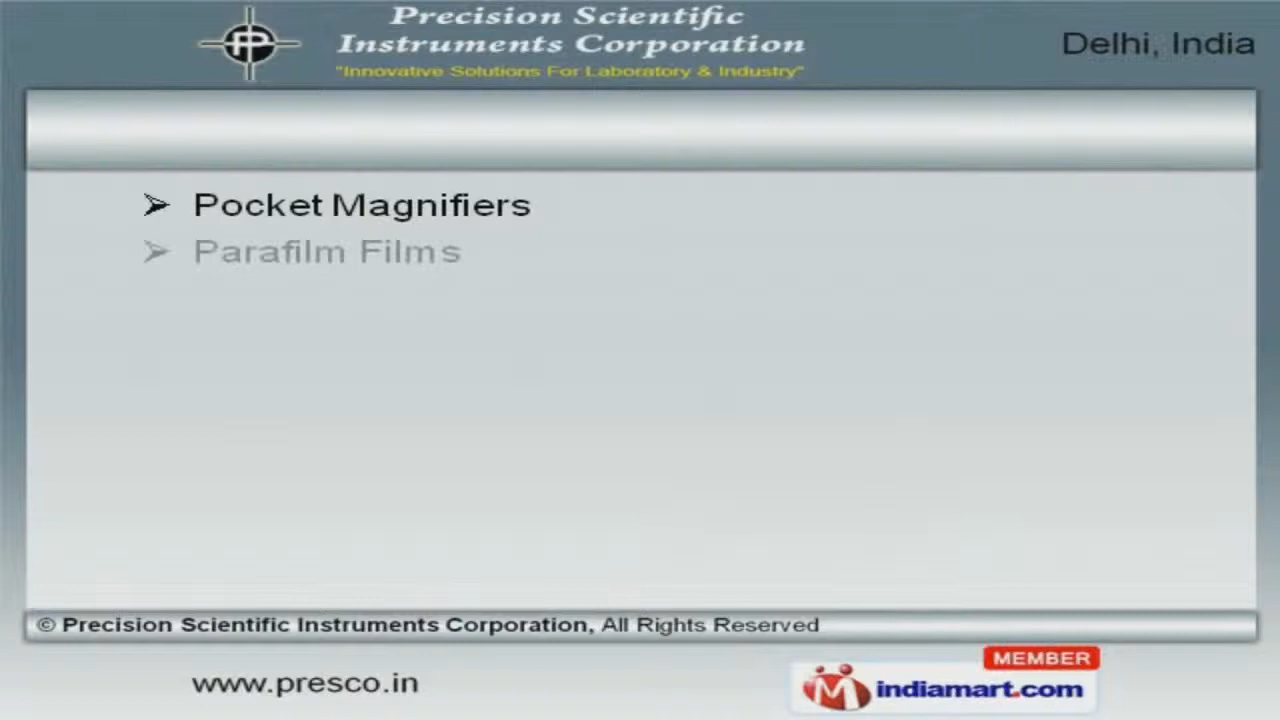 Precision Scientific
Instruments Corporation
"Innovative Solutions For Laboratory & Industry"
Delhi, India
➢ Pocket Magnifiers
➢ Parafilm Films
© Precision Scientific Instruments Corporation, All Rights Reserved
www.presco.in
MEMBER
indiamart.com